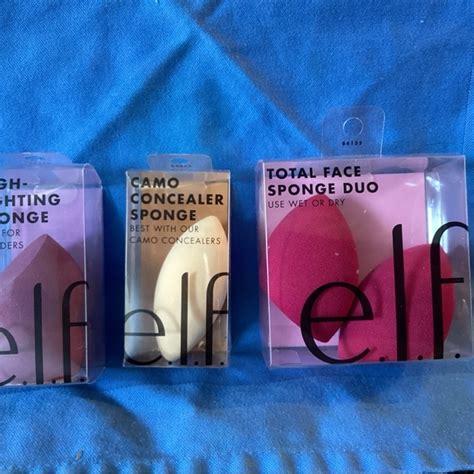 GH-
GHTING
PONGE
FOR
DERS
e.l.f.
CAMO
CONCEALER
SPONGE
BEST WITH OUR
CAMO CONCEALERS
e.l.f.
TOTAL FACE
SPONGE DUO
USE WET OR DRY
e.l.f.